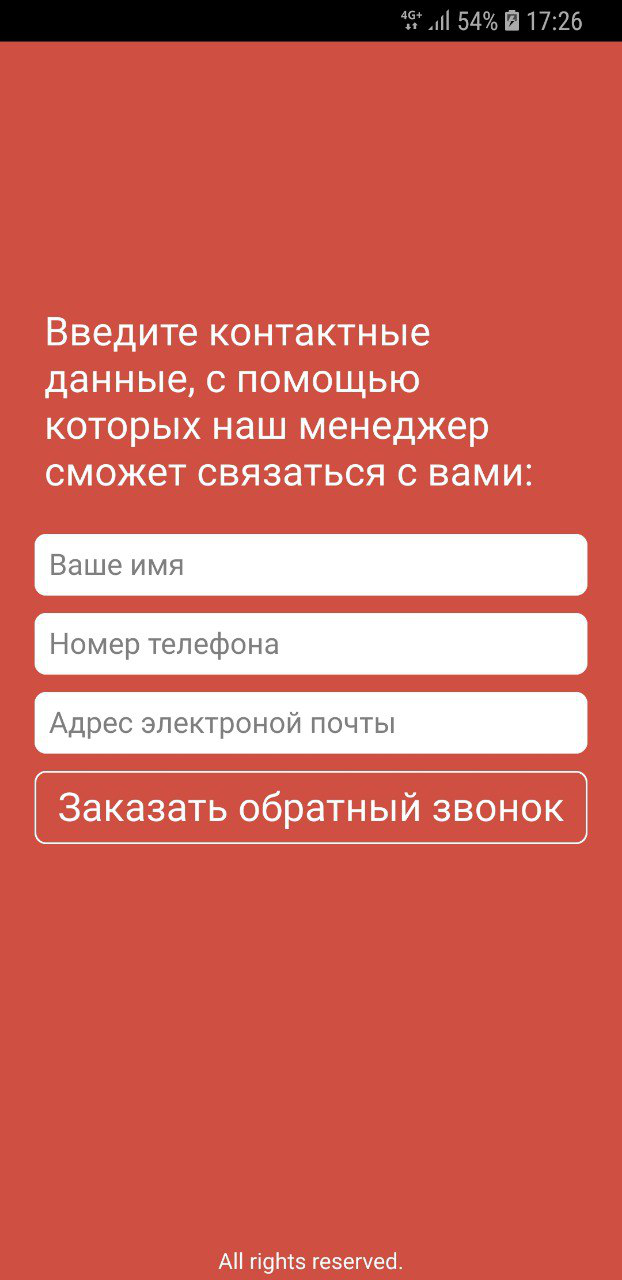 4G+ 54% 17:26
Введите контактные
данные, с помощью
которых наш менеджер
сможет связаться с вами:
Ваше имя
Номер телефона
Адрес электроной почты
Заказать обратный звонок
All rights reserved.